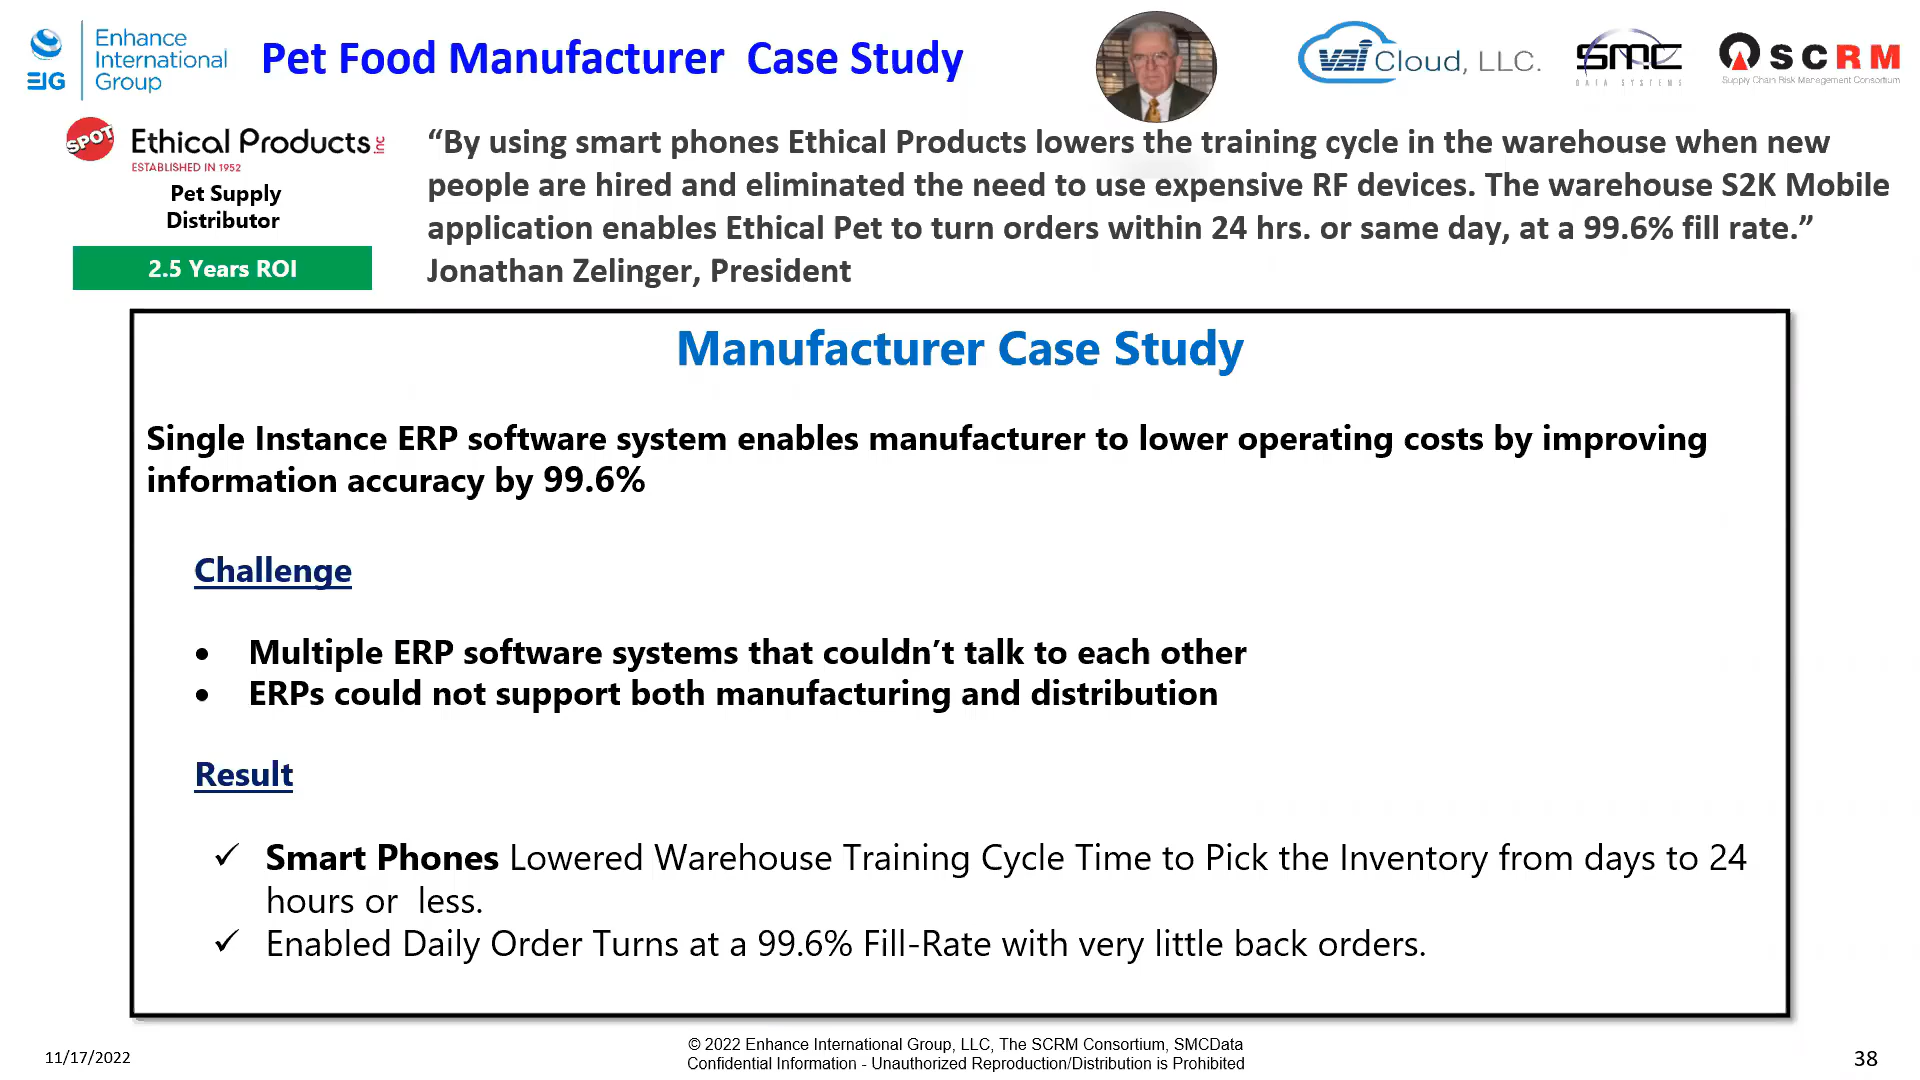 Enhance
International
Group
EIG
Pet Food Manufacturer  Case Study
vai Cloud, LLC.
SMC
DATA SYSTEMS
SCRM
Supply Chain Risk Management Consortium
SPOT
Ethical Products inc
ESTABLISHED IN 1952
Pet Supply
Distributor
2.5 Years ROI
“By using smart phones Ethical Products lowers the training cycle in the warehouse when new
people are hired and eliminated the need to use expensive RF devices. The warehouse S2K Mobile
application enables Ethical Pet to turn orders within 24 hrs. or same day, at a 99.6% fill rate.”
Jonathan Zelinger, President
Manufacturer Case Study
Single Instance ERP software system enables manufacturer to lower operating costs by improving
information accuracy by 99.6%
Challenge
• Multiple ERP software systems that couldn’t talk to each other
• ERPs could not support both manufacturing and distribution
Result
✓ Smart Phones Lowered Warehouse Training Cycle Time to Pick the Inventory from days to 24
hours or  less.
✓ Enabled Daily Order Turns at a 99.6% Fill-Rate with very little back orders.
11/17/2022
© 2022 Enhance International Group, LLC, The SCRM Consortium, SMCData
Confidential Information - Unauthorized Reproduction/Distribution is Prohibited
38